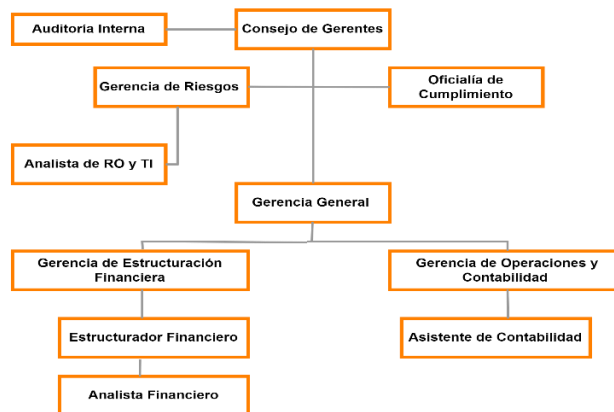 Auditoria Interna
Consejo de Gerentes
Gerencia de Riesgos
Oficialía de
Cumplimiento
Analista de RO y TI
Gerencia General
Gerencia de Estructuración
Financiera
Gerencia de Operaciones y
Contabilidad
Estructurador Financiero
Asistente de Contabilidad
Analista Financiero